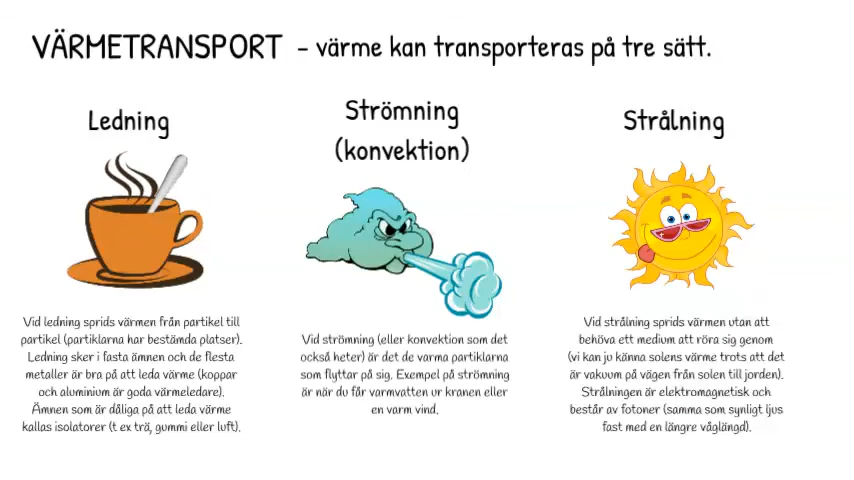 VÄRMETRANSPORT – värme kan transporteras på tre sätt.
Ledning
Vid ledning sprids värmen från partikel till
partikel (partiklarna har bestämda platser).
Ledning sker i fasta ämnen och de flesta
metaller är bra på att leda värme (koppar
och aluminium är goda värmeledare).
Ämnen som är dåliga på att leda värme
kallas isolatorer (t ex trä, gummi eller luft).
Strömning
(konvektion)
Vid strömning (eller konvektion som det
också heter) är det de varma partiklarna
som flyttar på sig. Exempel på strömning
är när du får varmvatten ur kranen eller
en varm vind.
Strålning
Vid strålning sprids värmen utan att
behöva ett medium att röra sig genom
(vi kan ju känna solens värme trots att det
är vakuum på vägen från solen till jorden).
Strålningen är elektromagnetisk och
består av fotoner (samma som synligt ljus
fast med en längre våglängd).